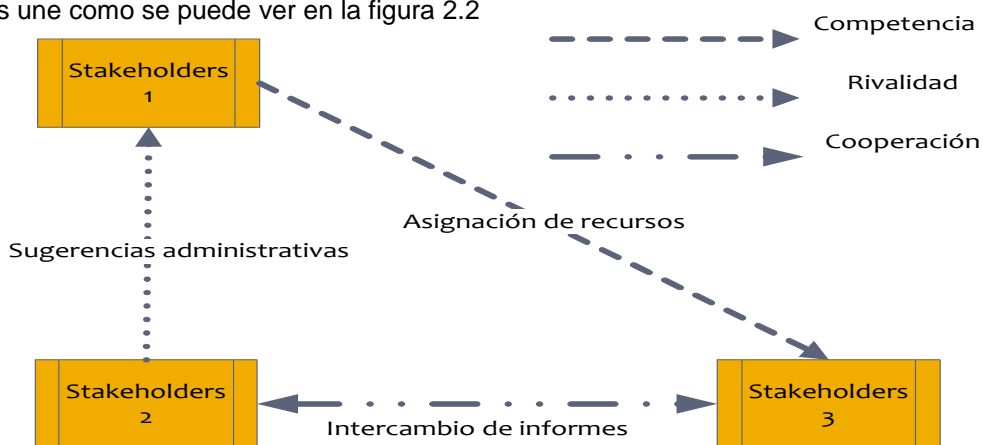 s une como se puede ver en la figura 2.2
Competencia
Stakeholders
1
Rivalidad
Cooperación
Asignación de recursos
Sugerencias administrativas
Stakeholders
2
Stakeholders
3
Intercambio de informes